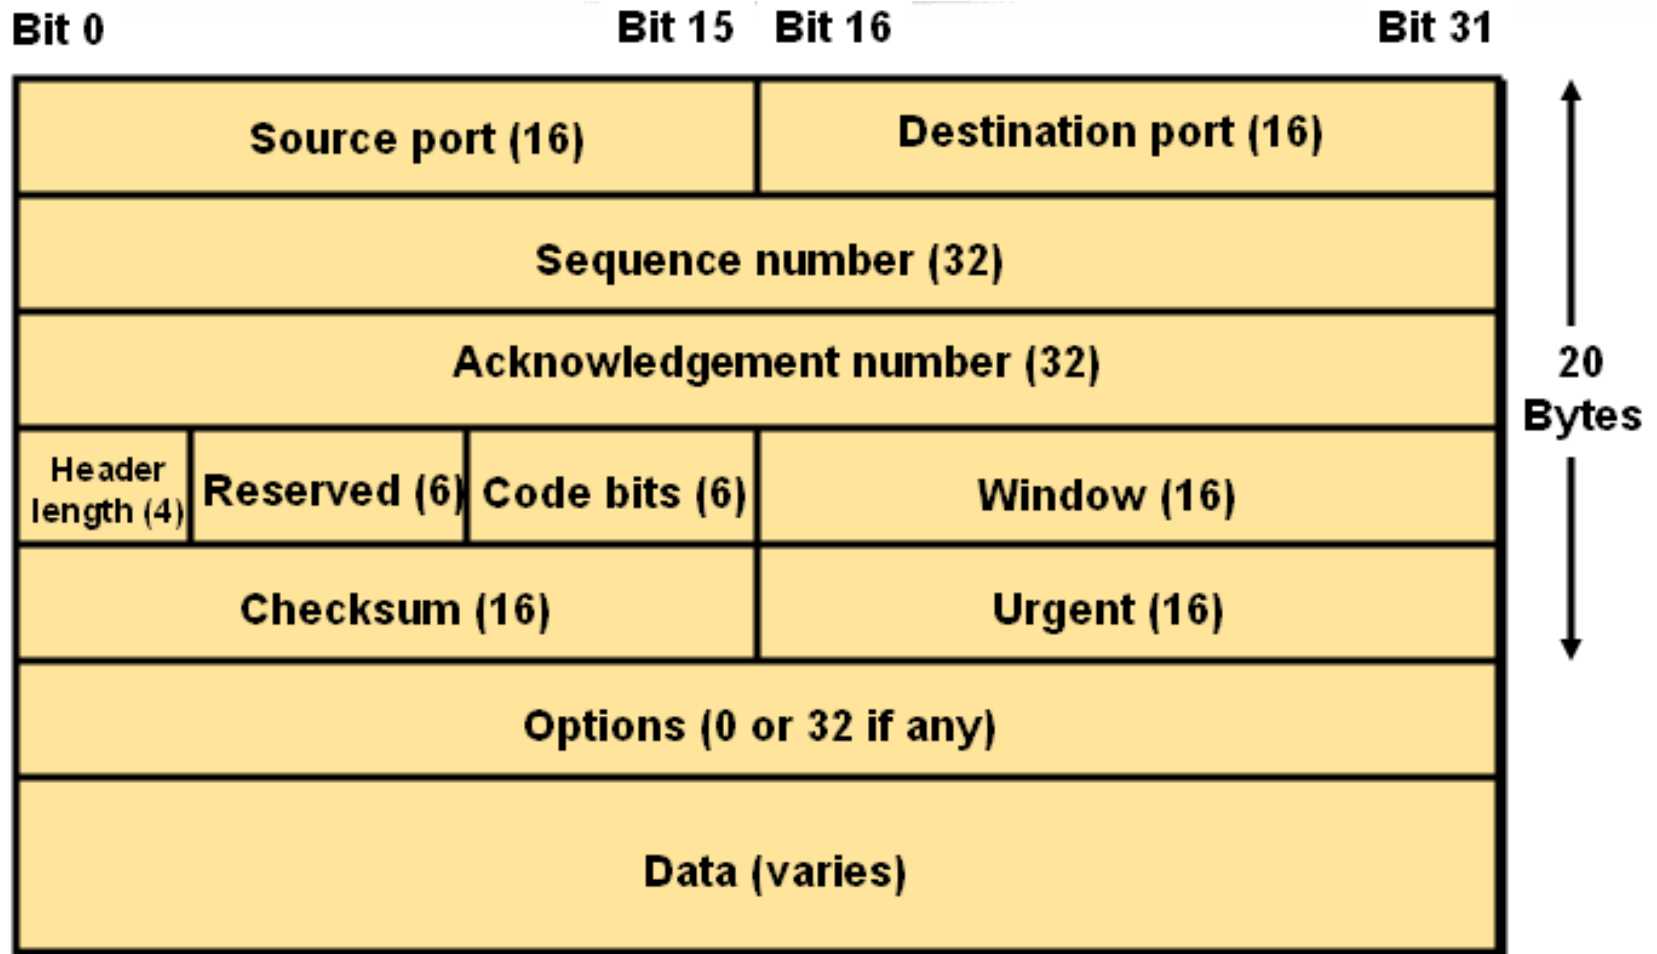 Bit 0 Bit 15 Bit 16 Bit 31
Source port (16) Destination port (16)
Sequence number (32)
Acknowledgement number (32)
20
Bytes
Header
length (4)
Reserved (6) Code bits (6) Window (16)
Checksum (16) Urgent (16)
Options (0 or 32 if any)
Data (varies)